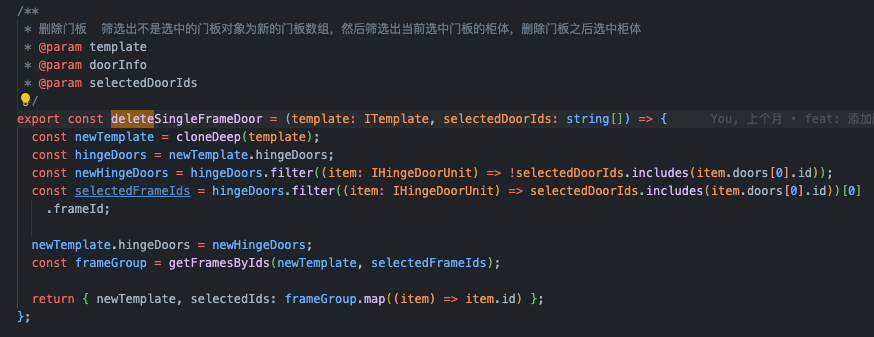 /**
 * 删除门板  筛选出不是选中的门板对象为新的门板数组，然后筛选出当前选中门板的柜体，删除门板之后选中柜体
 * @param template
 * @param doorInfo
 * @param selectedDoorIds
 */
export const deleteSingleFrameDoor = (template: ITemplate, selectedDoorIds: string[]) => {    You, 上个月 • feat: 添加
  const newTemplate = cloneDeep(template);
  const hingeDoors = newTemplate.hingeDoors;
  const newHingeDoors = hingeDoors.filter((item: IHingeDoorUnit) => !selectedDoorIds.includes(item.doors[0].id));
  const selectedFrameIds = hingeDoors.filter((item: IHingeDoorUnit) => selectedDoorIds.includes(item.doors[0].id))[0]
    .frameId;
  newTemplate.hingeDoors = newHingeDoors;
  const frameGroup = getFramesByIds(newTemplate, selectedFrameIds);
  return { newTemplate, selectedIds: frameGroup.map((item) => item.id) };
};